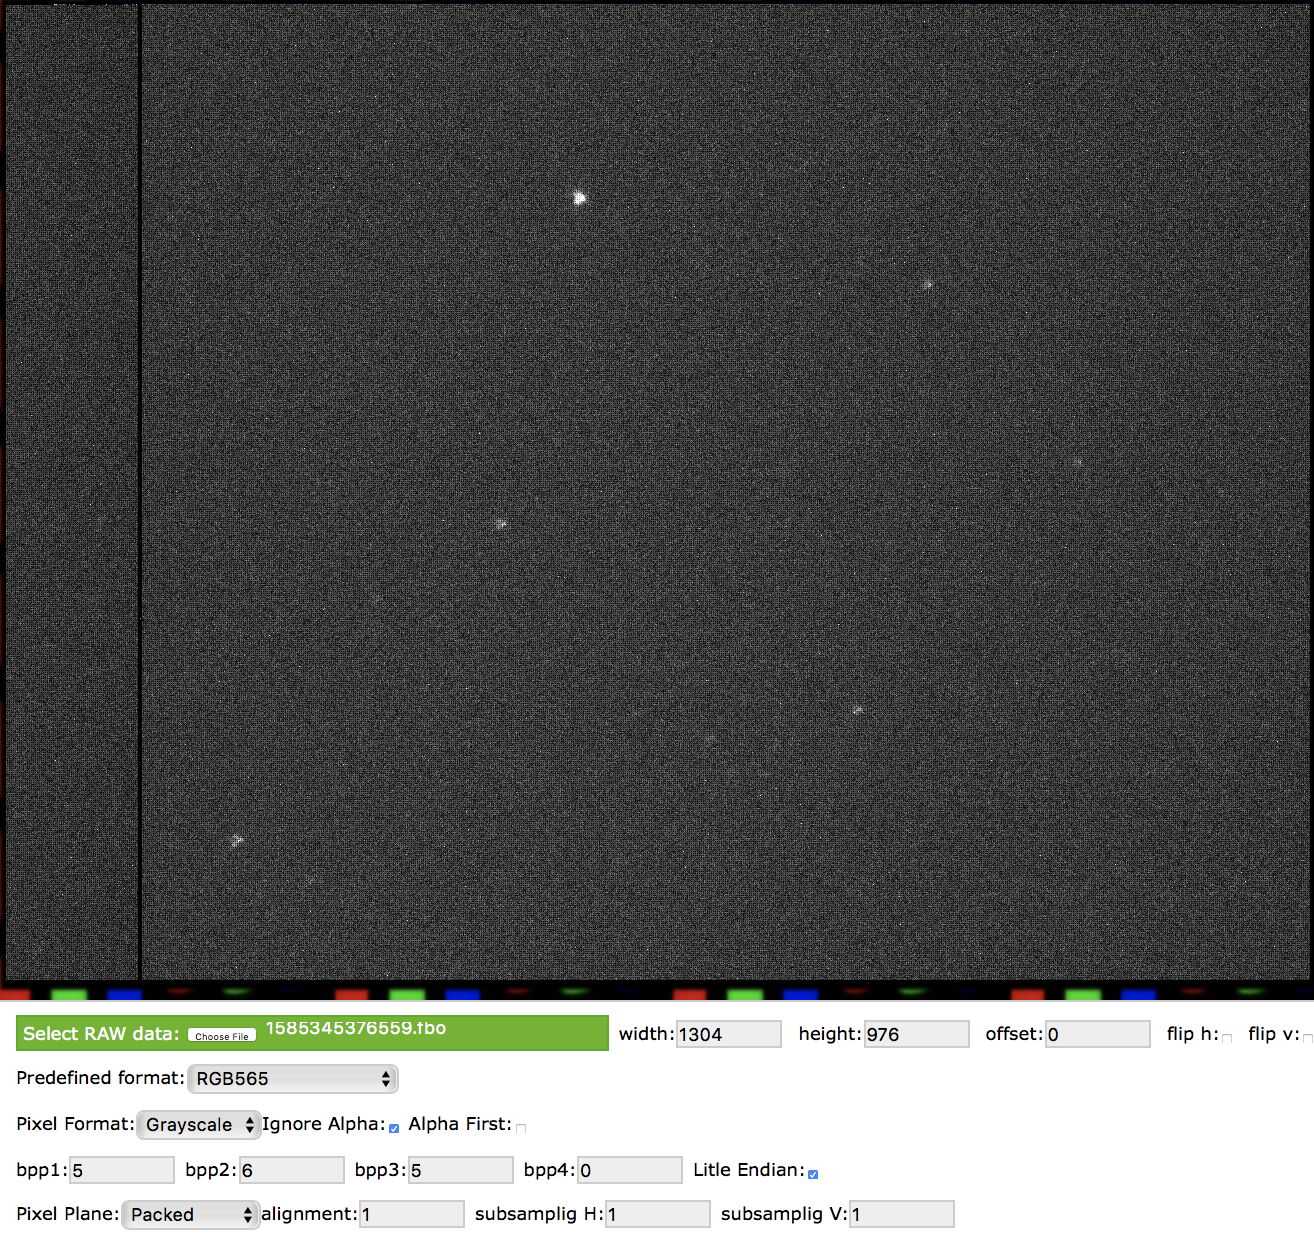 Select RAW data: Choose File 1585345376559.fbo width: 1304 height: 976 offset: 0 flip h: flip v:
Predefined format: RGB565
Pixel Format: Grayscale Ignore Alpha: Alpha First:
bpp1: 5 bpp2: 6 bpp3: 5 bpp4: 0 Litle Endian:
Pixel Plane: Packed alignment: 1 subsamplig H: 1 subsamplig V: 1